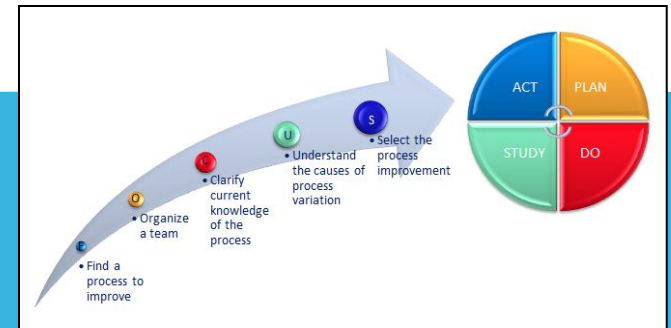 F
• Find a
process to
improve
O
• Organize
a team
C
• Clarify
current
knowledge
of the
process
U
• Understand
the causes of
process
variation
S
• Select the
process
improvement
ACT
PLAN
STUDY
DO